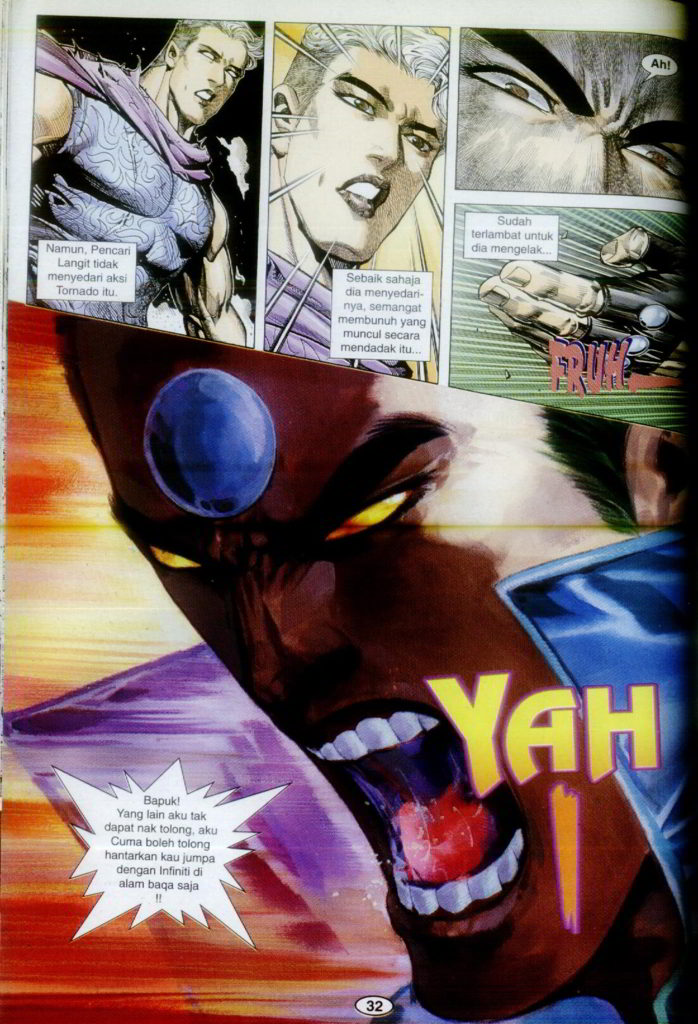 Namun, Pencari
Langit tidak
menyedari aksi
Tornado itu.
Sebaik sahaja
dia menyedari-
nya, semangat
membunuh yang
muncul secara
mendadak itu...
Ah!
Sudah
terlambat untuk
dia mengelak...
FRUH
YAH
!
Bapuk!
Yang lain aku tak
dapat nak tolong, aku
Cuma boleh tolong
hantarkan kau jumpa
dengan Infiniti di
alam baqa saja
!!
32